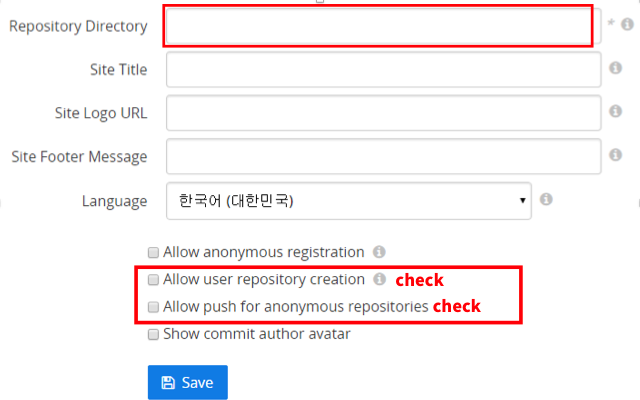 Repository Directory *
Site Title
Site Logo URL
Site Footer Message
Language 한국어 (대한민국)
Allow anonymous registration
Allow user repository creation check
Allow push for anonymous repositories check
Show commit author avatar
Save